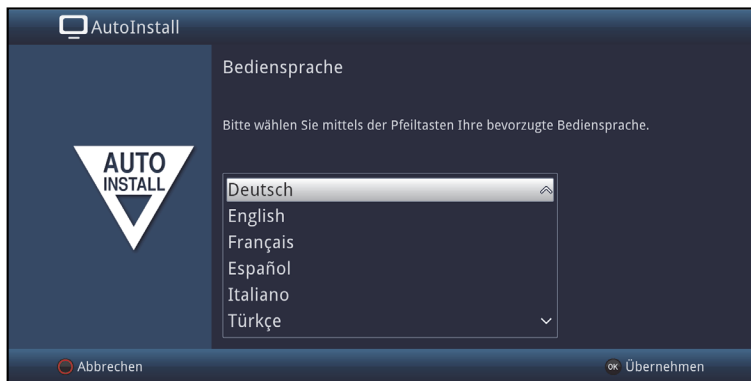 AutoInstall
Bediensprache
Bitte wählen Sie mittels der Pfeiltasten Ihre bevorzugte Bediensprache.
AUTO
INSTALL
Deutsch
English
Français
Español
Italiano
Türkçe
Abbrechen
OK Übernehmen